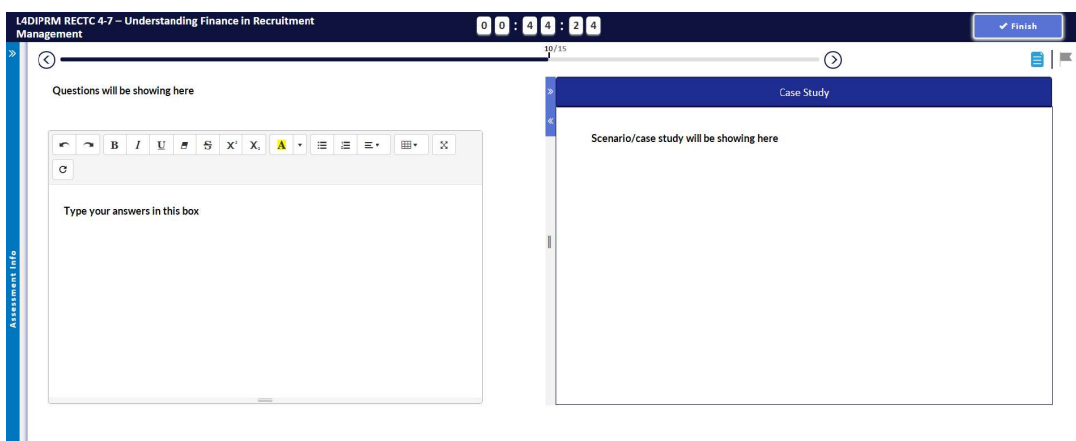 L4DIPRM RECTC 4-7 – Understanding Finance in Recruitment
Management
0 0 : 4 4 : 2 4
✔ Finish
10/15
Questions will be showing here
Case Study
B I U S X² X₂ A
Scenario/case study will be showing here
Type your answers in this box
Assessment Info